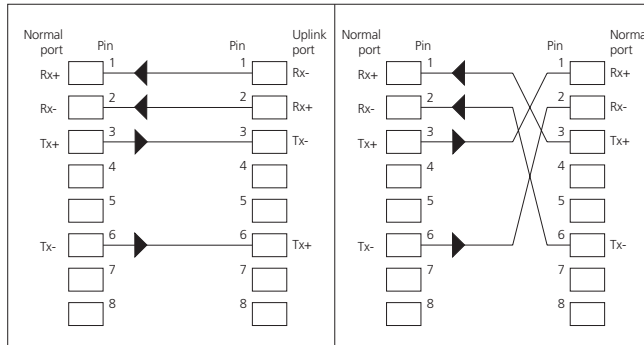 Normal port
Pin
Pin
Uplink port
Rx+
1
1
Rx-
Rx-
2
2
Rx+
Tx+
3
3
Tx-
4
4
5
5
Tx-
6
6
Tx+
7
7
8
8
Normal port
Pin
Pin
Normal port
Rx+
1
1
Rx+
Rx-
2
2
Rx-
Tx+
3
3
Tx+
4
4
5
5
Tx-
6
6
Tx-
7
7
8
8